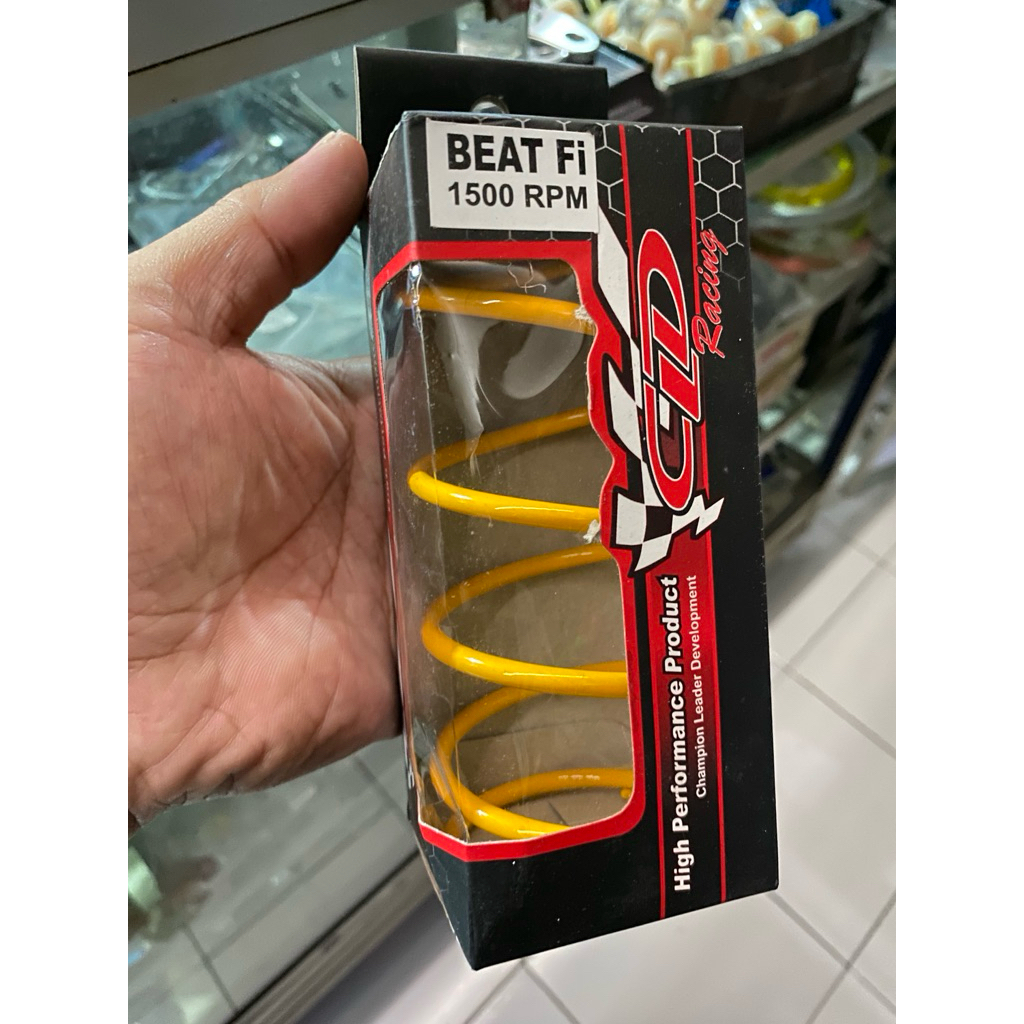 BEAT Fi
1500 RPM
CLD
Racing
High Performance Product
Champion Leader Development